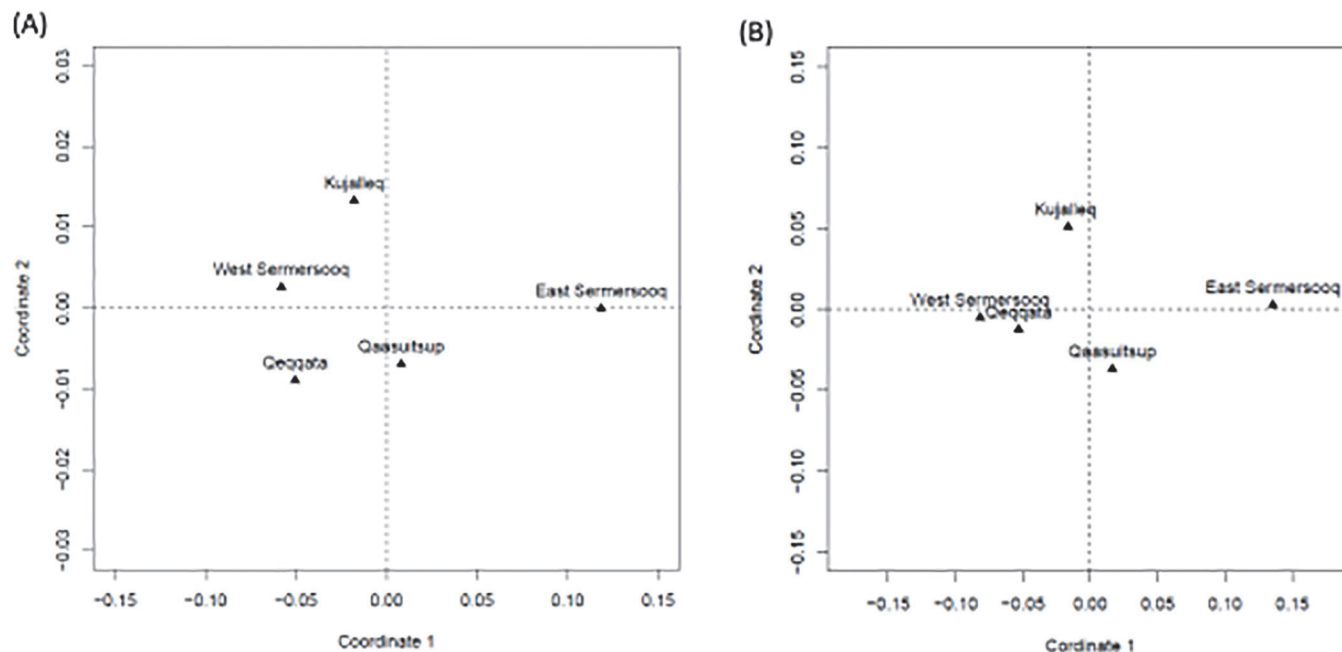 (A)
0.03
0.02
0.01
0.00
−0.01
−0.02
−0.03
Coordinate 2
Kujalleq
West Sermersooq
East Sermersooq
Qaasuitsup
Qeqqata
−0.15 −0.10 −0.05 0.00 0.05 0.10 0.15
Coordinate 1
(B)
0.15
0.10
0.05
0.00
−0.05
−0.10
−0.15
Cordinate 2
Kujalleq
East Sermersooq
West Sermersooq
Qeqqata
Qaasuitsup
−0.15 −0.10 −0.05 0.00 0.05 0.10 0.15
Cordinate 1